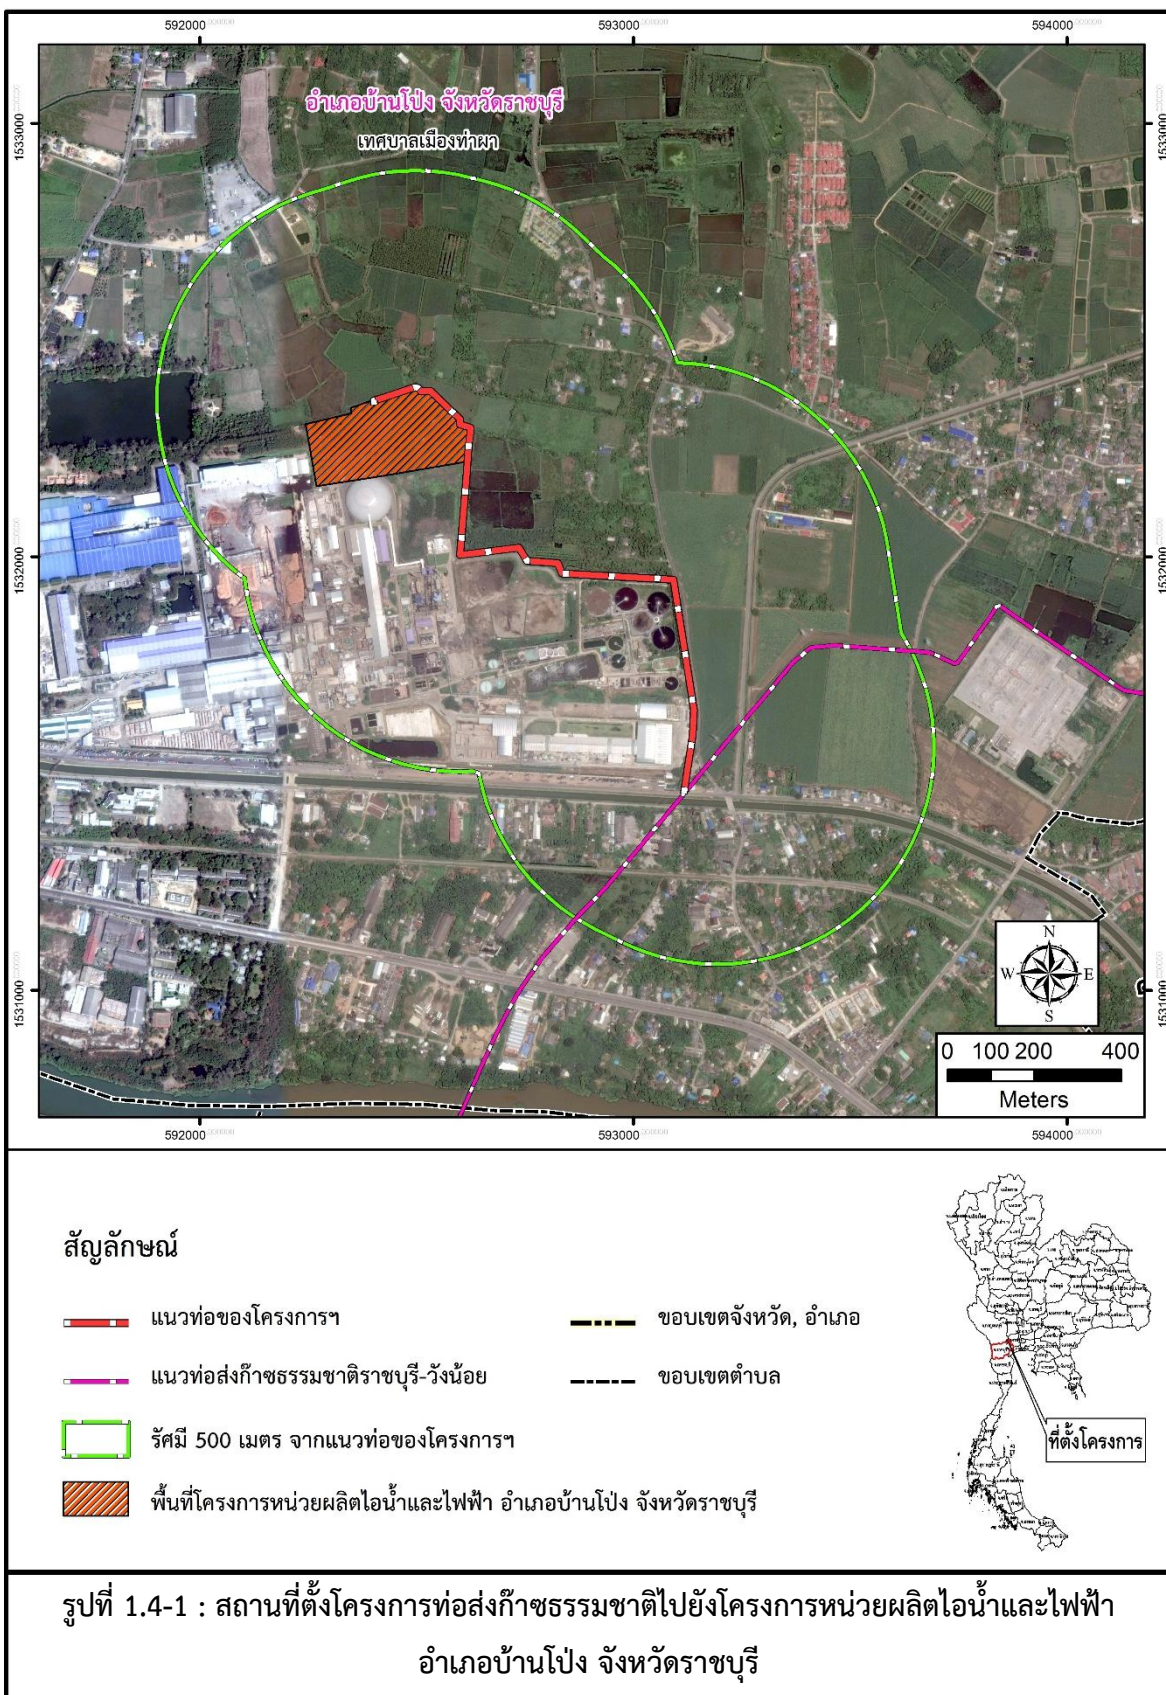 592000 593000 594000
อำเภอบ้านโป่ง จังหวัดราชบุรี
เทศบาลเมืองท่าผา
1533000 1533000
1532000 1532000
1531000 1531000
N
W E
S
0 100 200 400
Meters
592000 593000 594000
สัญลักษณ์
แนวท่อของโครงการฯ
ขอบเขตจังหวัด, อำเภอ
แนวท่อส่งก๊าซธรรมชาติราชบุรี-วังน้อย
ขอบเขตตำบล
รัศมี 500 เมตร จากแนวท่อของโครงการฯ
พื้นที่โครงการหน่วยผลิตไอน้ำและไฟฟ้า อำเภอบ้านโป่ง จังหวัดราชบุรี
ที่ตั้งโครงการ
รูปที่ 1.4-1 : สถานที่ตั้งโครงการท่อส่งก๊าซธรรมชาติไปยังโครงการหน่วยผลิตไอน้ำและไฟฟ้า
อำเภอบ้านโป่ง จังหวัดราชบุรี